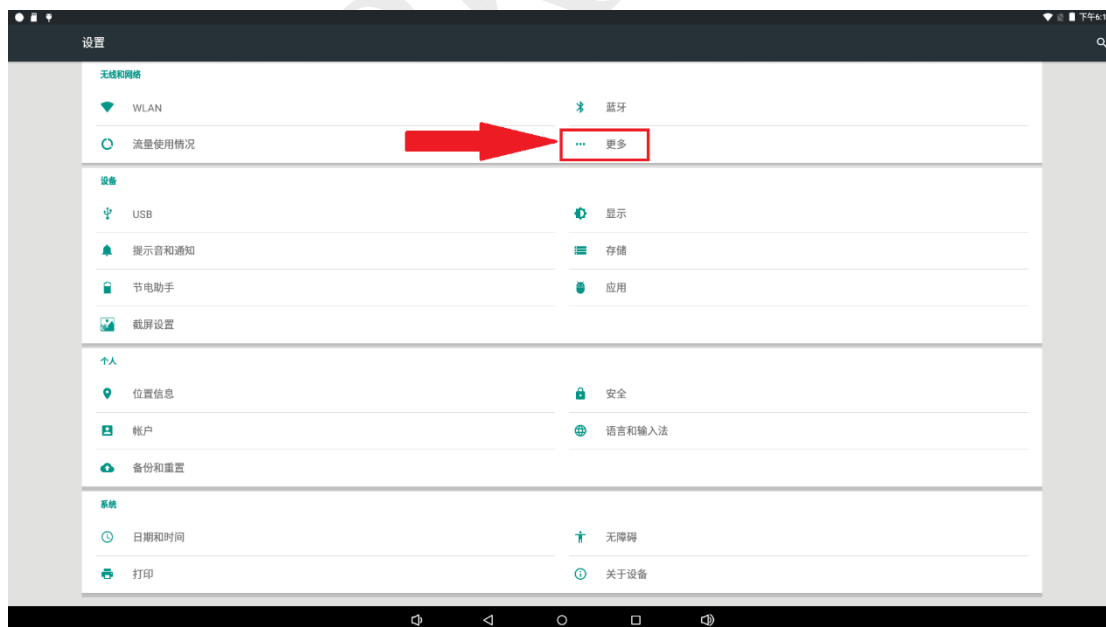 下午6:1
设置
无线和网络
WLAN
蓝牙
流量使用情况
更多
设备
USB
显示
提示音和通知
存储
节电助手
应用
截屏设置
个人
位置信息
安全
帐户
语言和输入法
备份和重置
系统
日期和时间
无障碍
打印
关于设备